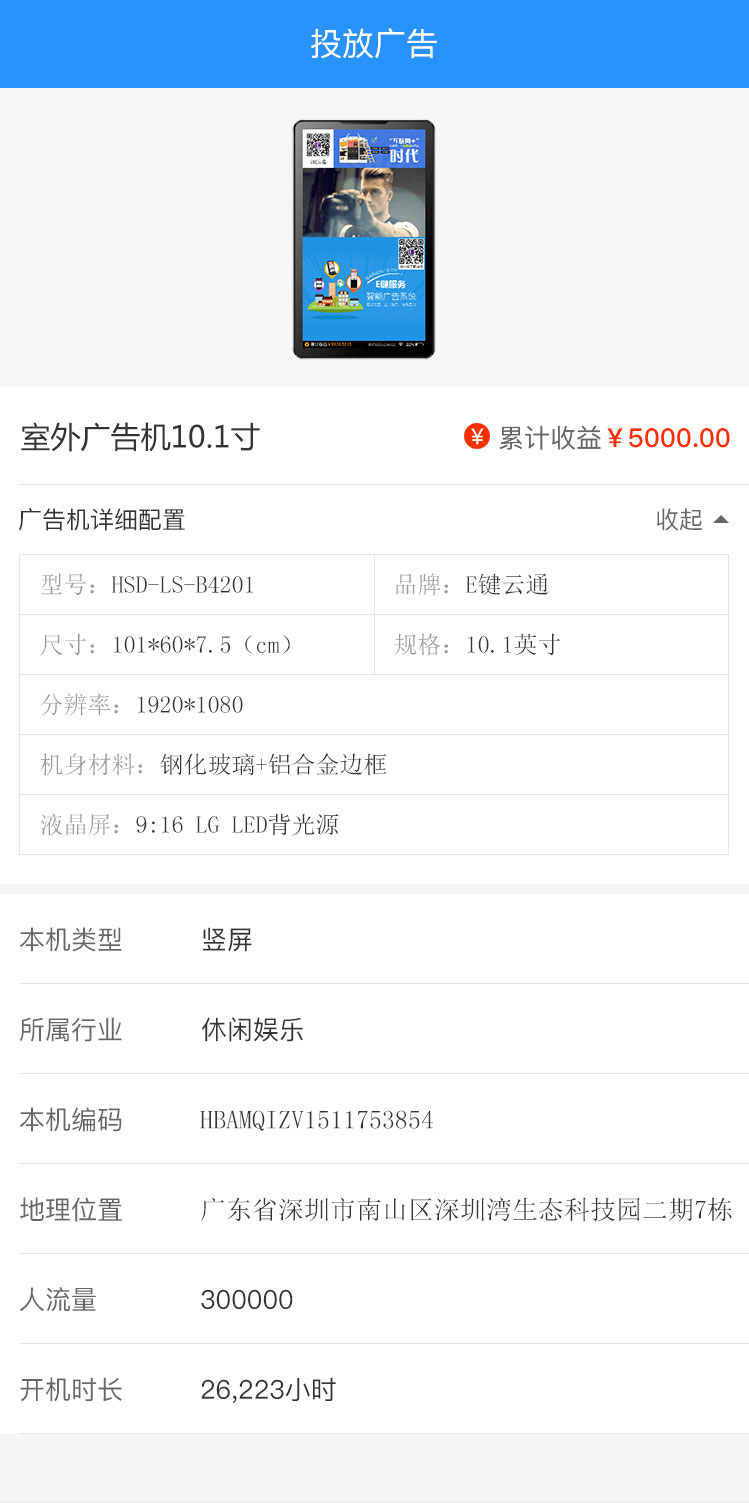 投放广告
"互联网+"
时代
E键服务
智能广告系统
室外广告机10.1寸
¥ 累计收益 ¥5000.00
广告机详细配置 收起
型号：HSD-LS-B4201 品牌：E键云通
尺寸：101*60*7.5（cm） 规格：10.1英寸
分辨率：1920*1080
机身材料：钢化玻璃+铝合金边框
液晶屏：9:16 LG LED背光源
本机类型 竖屏
所属行业 休闲娱乐
本机编码 HBAMQIZV1511753854
地理位置 广东省深圳市南山区深圳湾生态科技园二期7栋
人流量 300000
开机时长 26,223小时